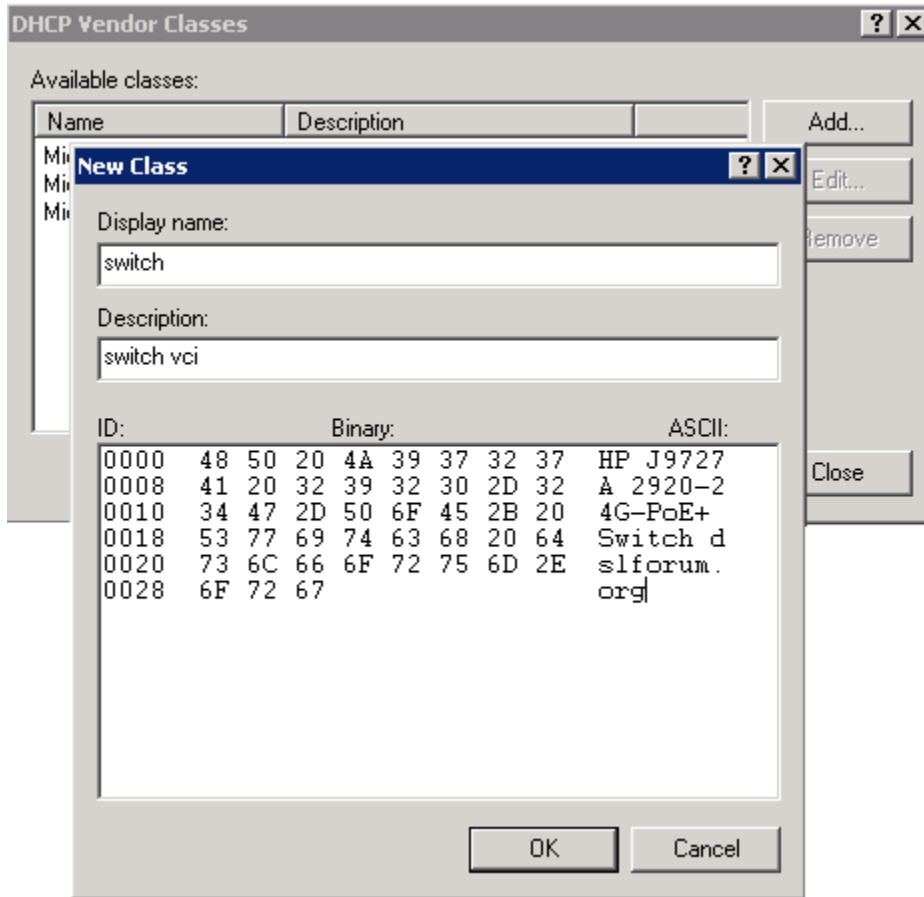 DHCP Vendor Classes
Available classes:
Name Description
Add...
Edit...
Remove
Close
New Class
Display name:
switch
Description:
switch vci
ID: Binary: ASCII:
0000 48 50 20 4A 39 37 32 37 HP J9727
0008 41 20 32 39 32 30 2D 32 A 2920-2
0010 34 47 2D 50 6F 45 2B 20 4G-PoE+
0018 53 77 69 74 63 68 20 64 Switch d
0020 73 6C 66 6F 72 75 6D 2E slforum.
0028 6F 72 67 org
OK Cancel